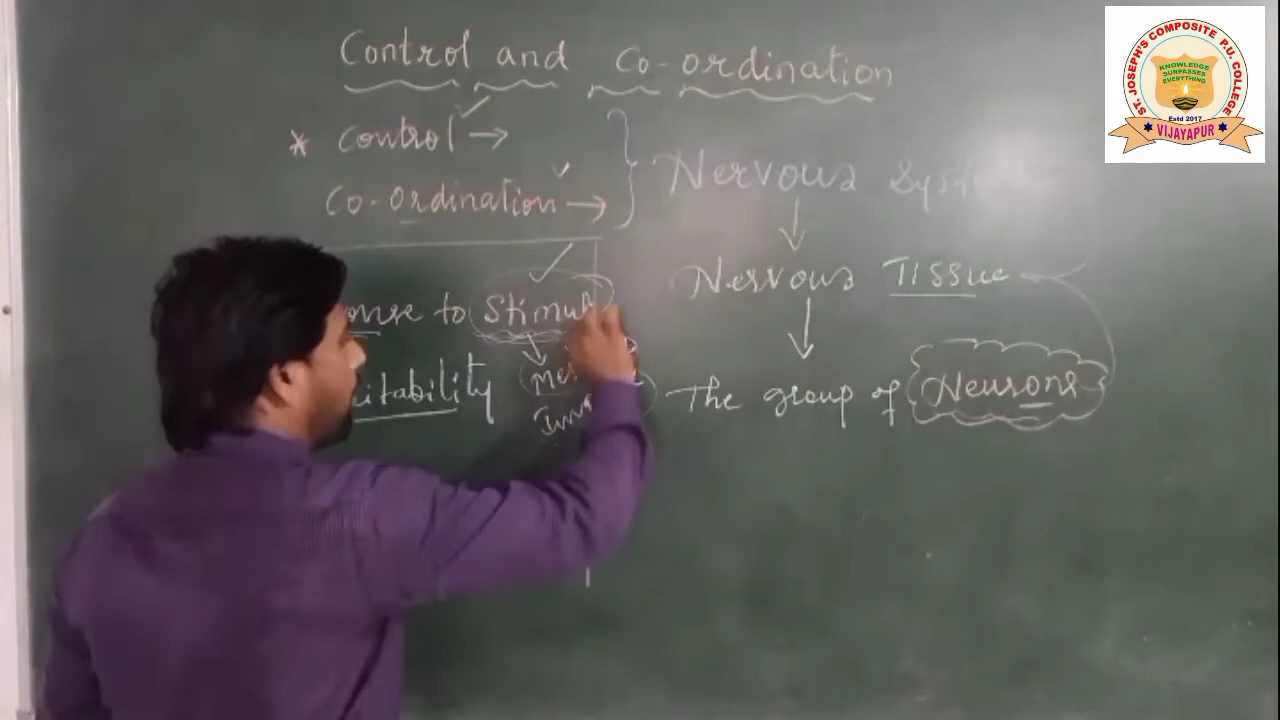 Control and Co-ordination
* Control →
Co-ordination →
Nervous
↓
Nervous Tissue
↓
The group of Neurons
to
ST. JOSEPH'S COMPOSITE P.U. COLLEGE
KNOWLEDGE
SURPASSES
EVERYTHING
Estd 2017
VIJAYAPUR